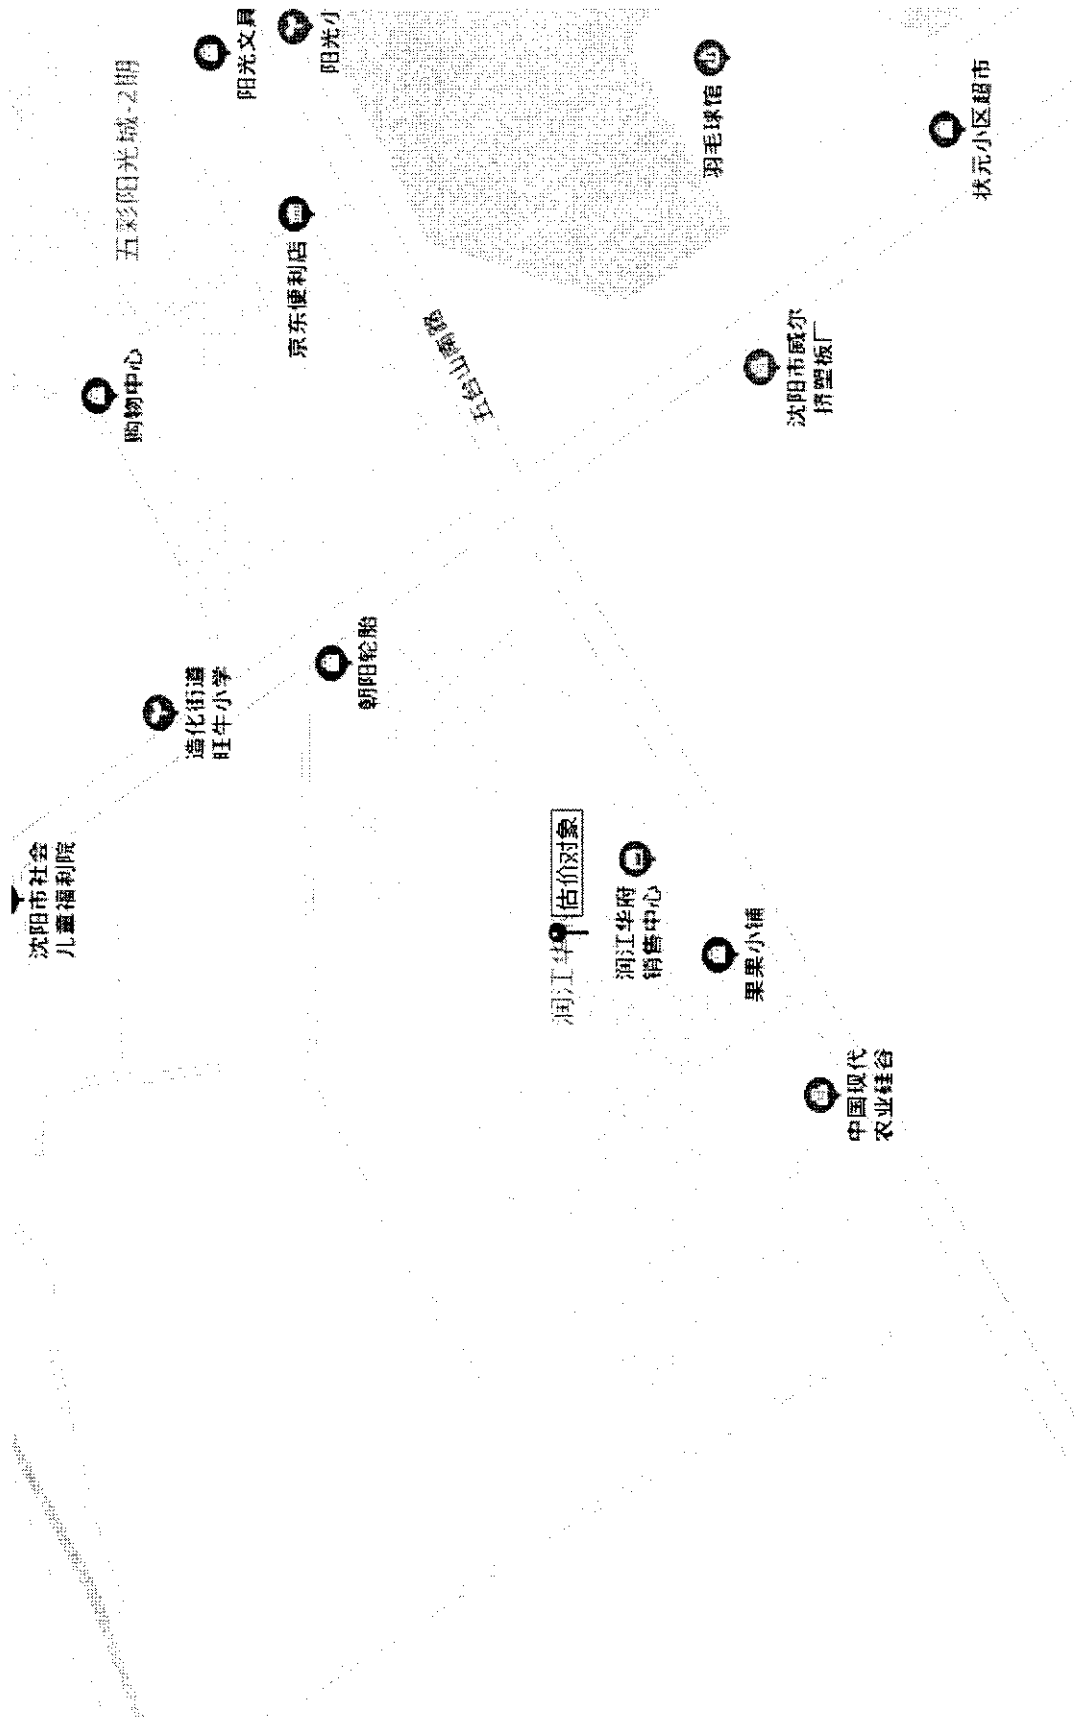 沈阳市社会
儿童福利院
购物中心
五彩阳光城-2期
造化街道
旺牛小学
阳光文具
京东便利店
阳光小
朝阳轮胎
五台山南路
润江华
估价对象
润江华府
销售中心
羽毛球馆
果果小铺
沈阳市威尔
挤塑板厂
中国现代
农业硅谷
状元小区超市